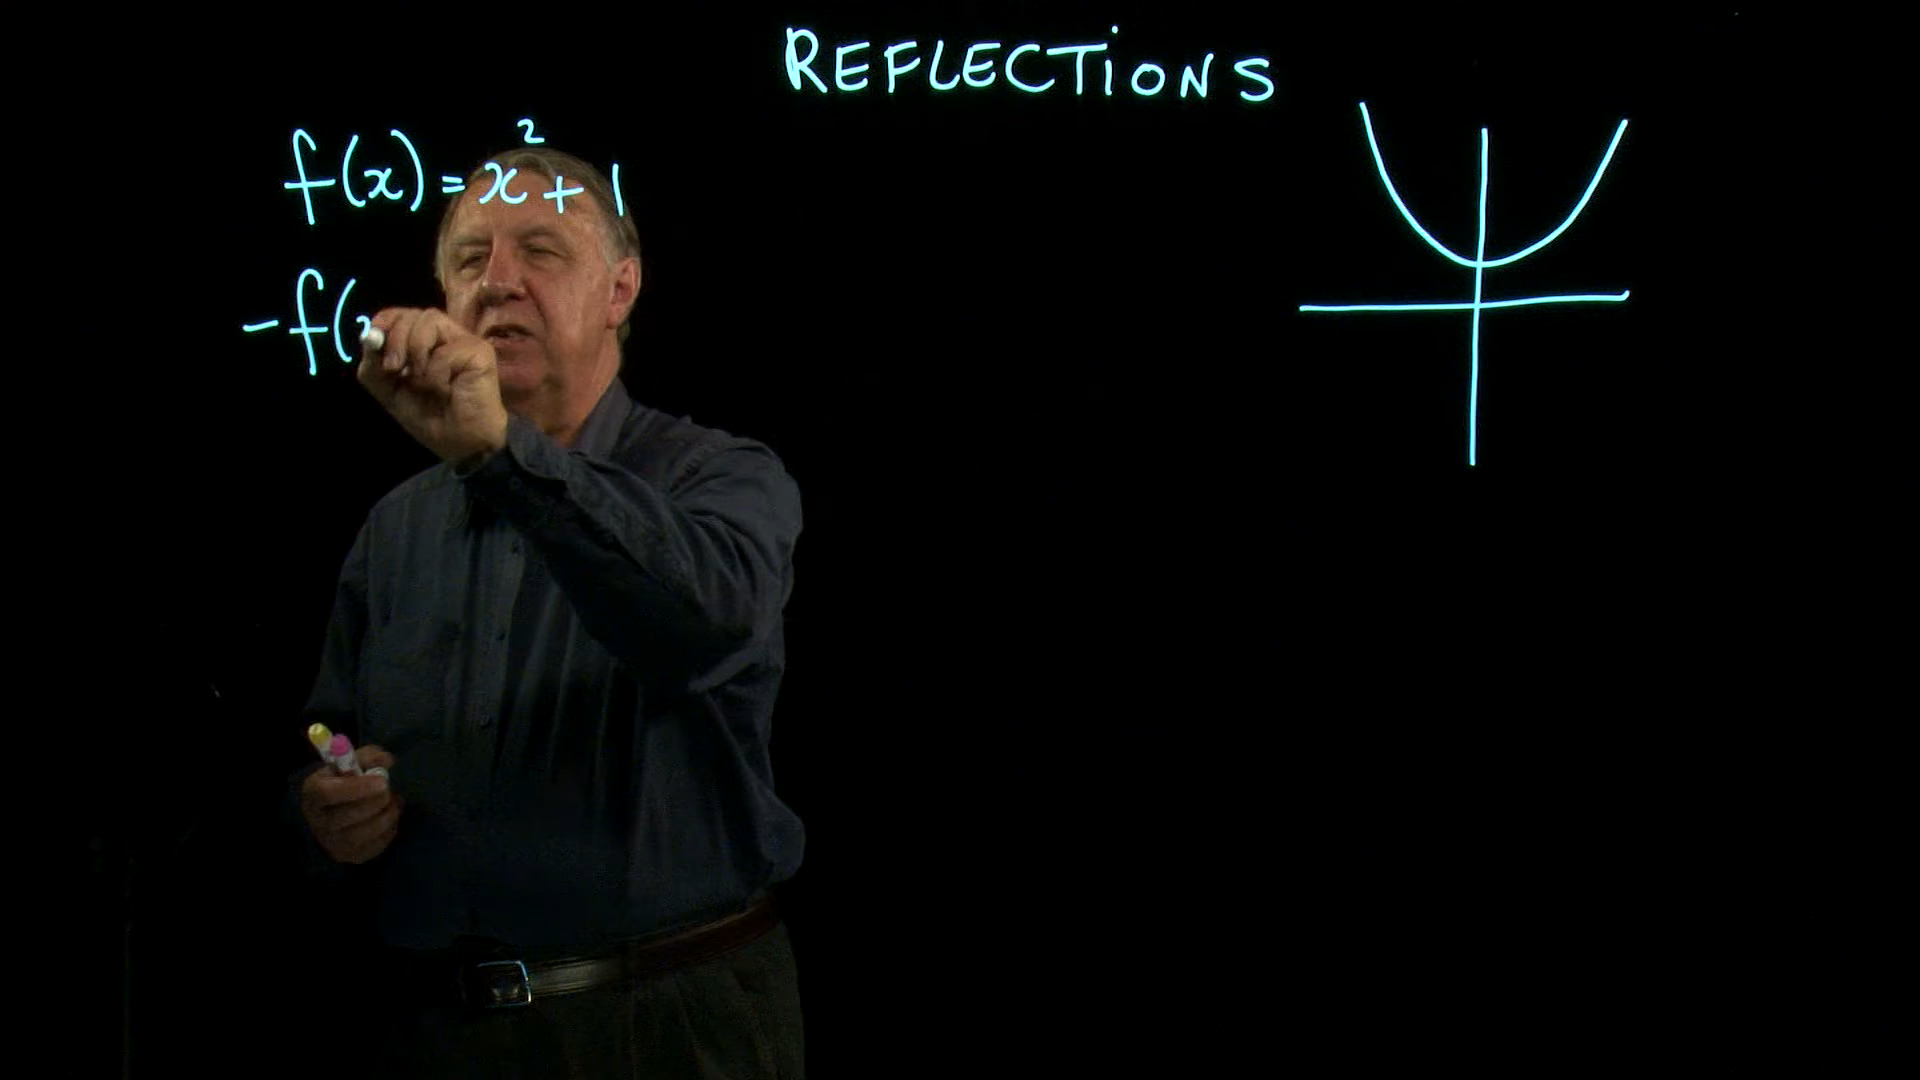 REFLECTIONS
f(x) = x² + 1
-f(x